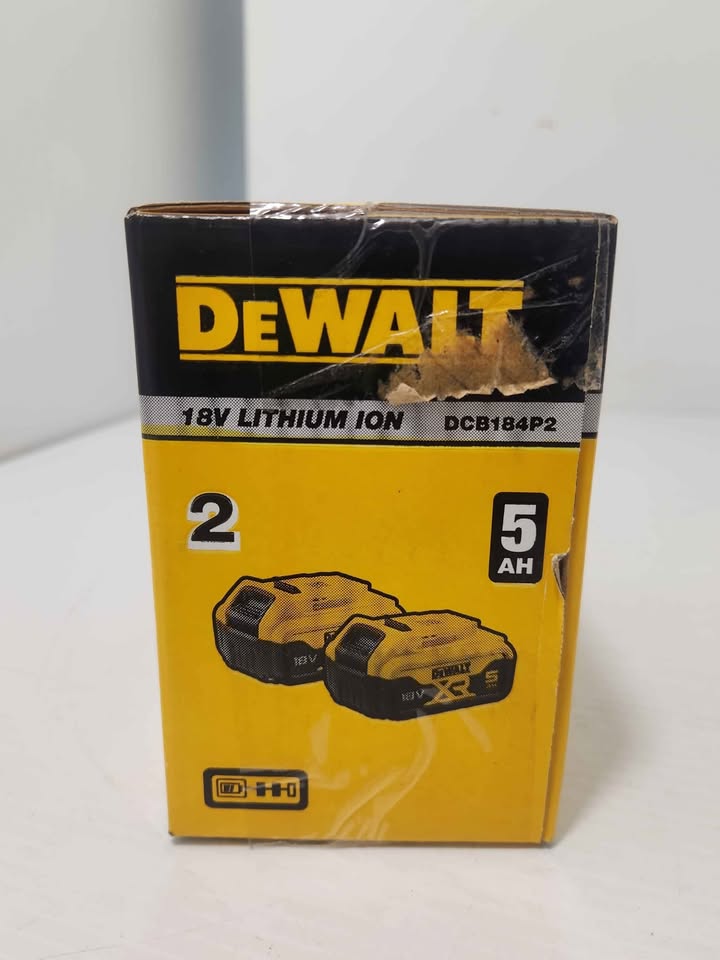 DEWALT
18V LITHIUM ION DCB184P2
2
5
AH
18V
DEWALT
18V XR 5